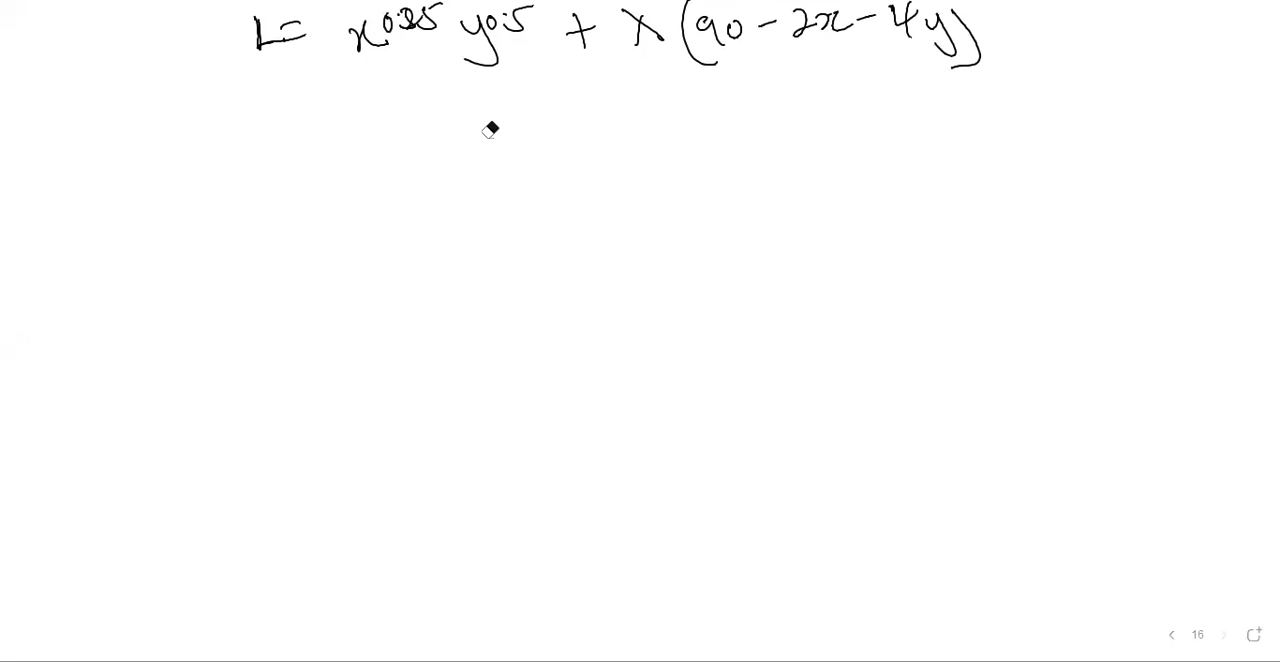 L = x^0.25 y^0.5 + λ(90 - 2x - 4y)
16